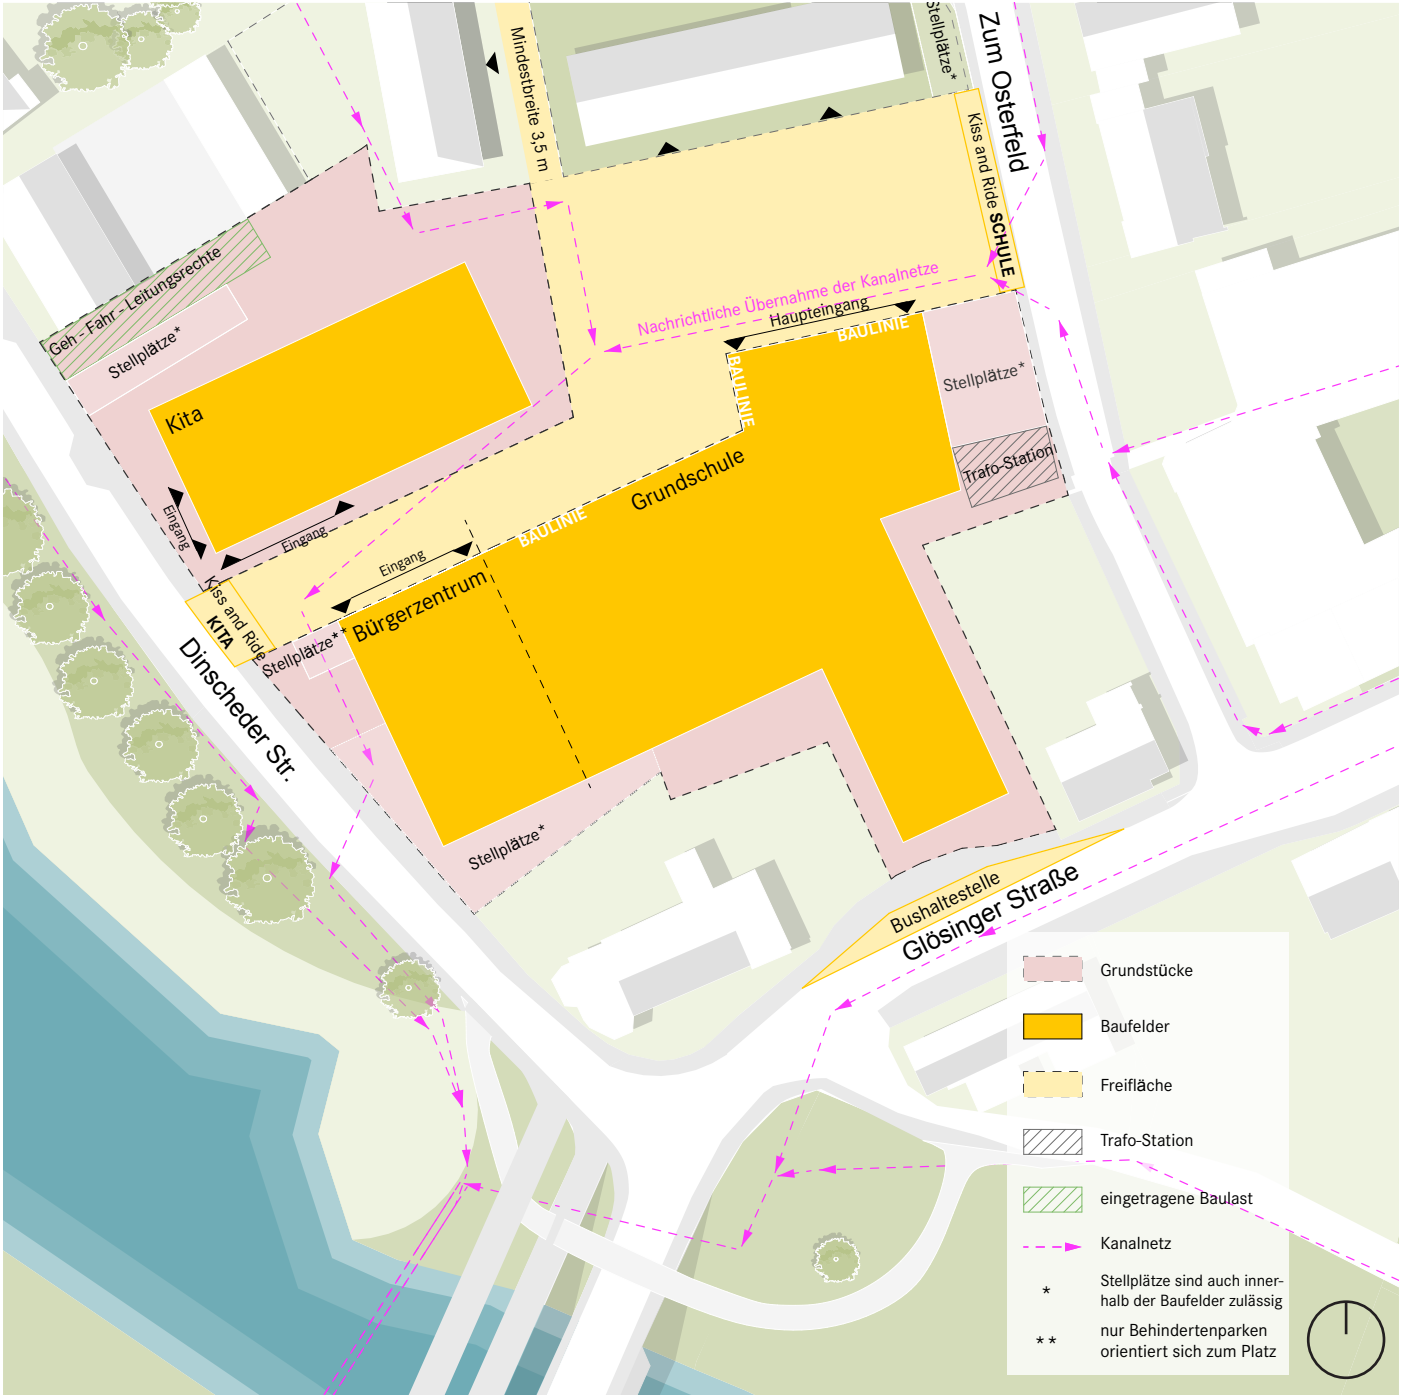 Stellplätze*
Zum Osterfeld
Mindestbreite 3,5 m
Kiss and Ride SCHULE
Geh - Fahr - Leitungsrechte
Stellplätze*
Nachrichtliche Übernahme der Kanalnetze
Haupteingang
BAULINIE
BAULINIE
Stellplätze*
Kita
Grundschule
Trafo-Station
Eingang
Eingang
BAULINIE
Eingang
Bürgerzentrum
Kiss and Ride
KITA
Stellplätze**
Dinscheder Str.
Stellplätze*
Bushaltestelle
Glösinger Straße
Grundstücke
Baufelder
Freifläche
Trafo-Station
eingetragene Baulast
Kanalnetz
* Stellplätze sind auch inner-
halb der Baufelder zulässig
** nur Behindertenparken
orientiert sich zum Platz